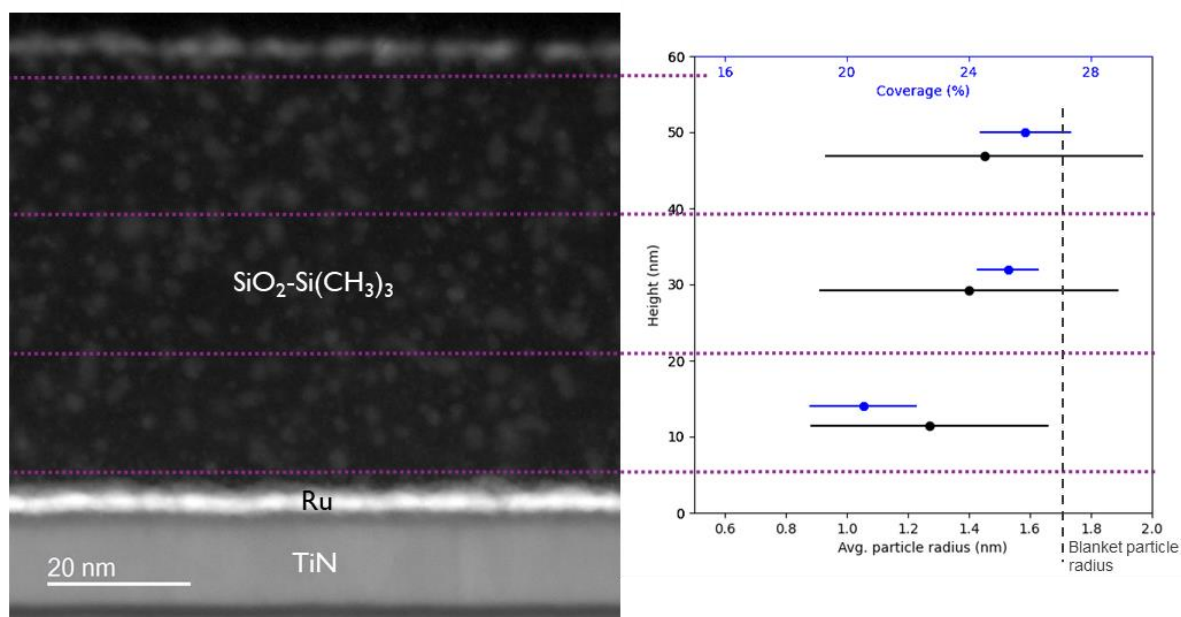 SiO2-Si(CH3)3
Ru
TiN
20 nm
60
50
40
30
20
10
0
Height (nm)
16 20 24 28
Coverage (%)
0.6 0.8 1.0 1.2 1.4 1.6 1.8 2.0
Avg. particle radius (nm)
Blanket particle
radius